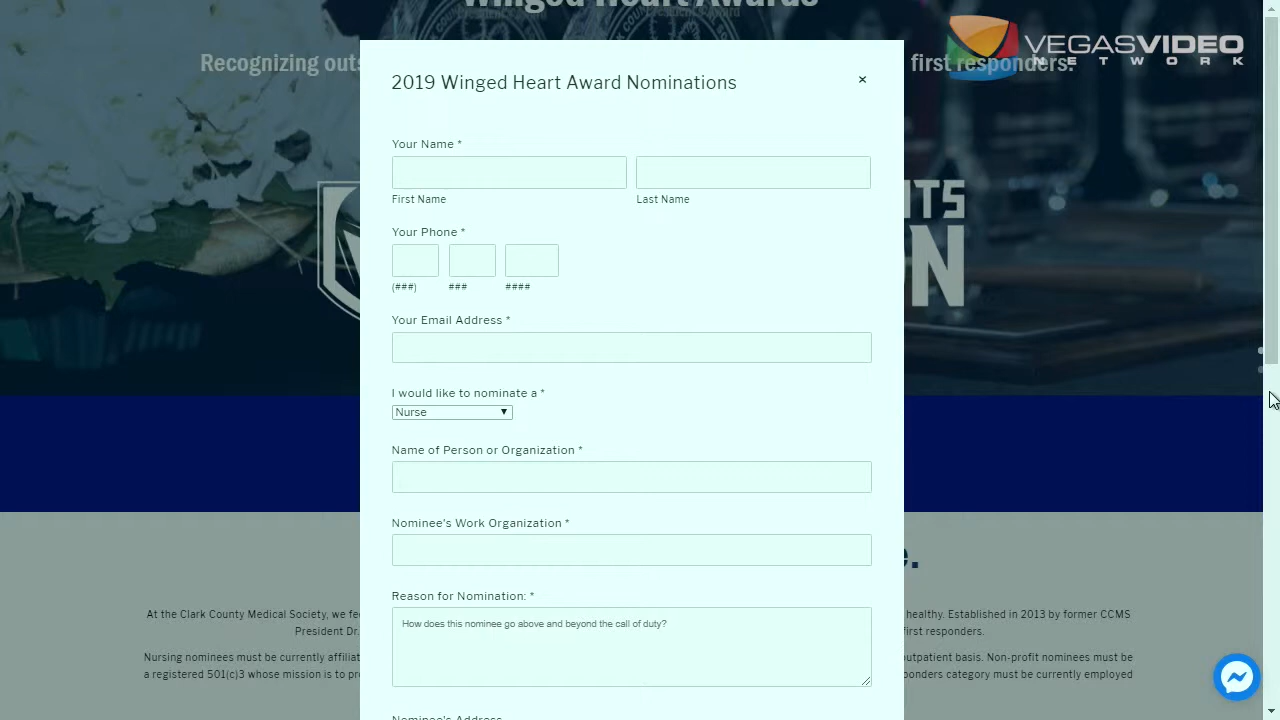 Winged Heart Awards
Recognizing outs
first responders.
VEGASVIDEO
NETWORK
2019 Winged Heart Award Nominations
×
Your Name *
First Name
Last Name
Your Phone *
(###)
###
####
Your Email Address *
I would like to nominate a *
Nurse
Name of Person or Organization *
Nominee's Work Organization *
Reason for Nomination: *
How does this nominee go above and beyond the call of duty?
Nominee's Address
At the Clark County Medical Society, we fe
healthy. Established in 2013 by former CCMS
President Dr.
first responders.
Nursing nominees must be currently affiliat
outpatient basis. Non-profit nominees must be
a registered 501(c)3 whose mission is to pr
ponders category must be currently employed